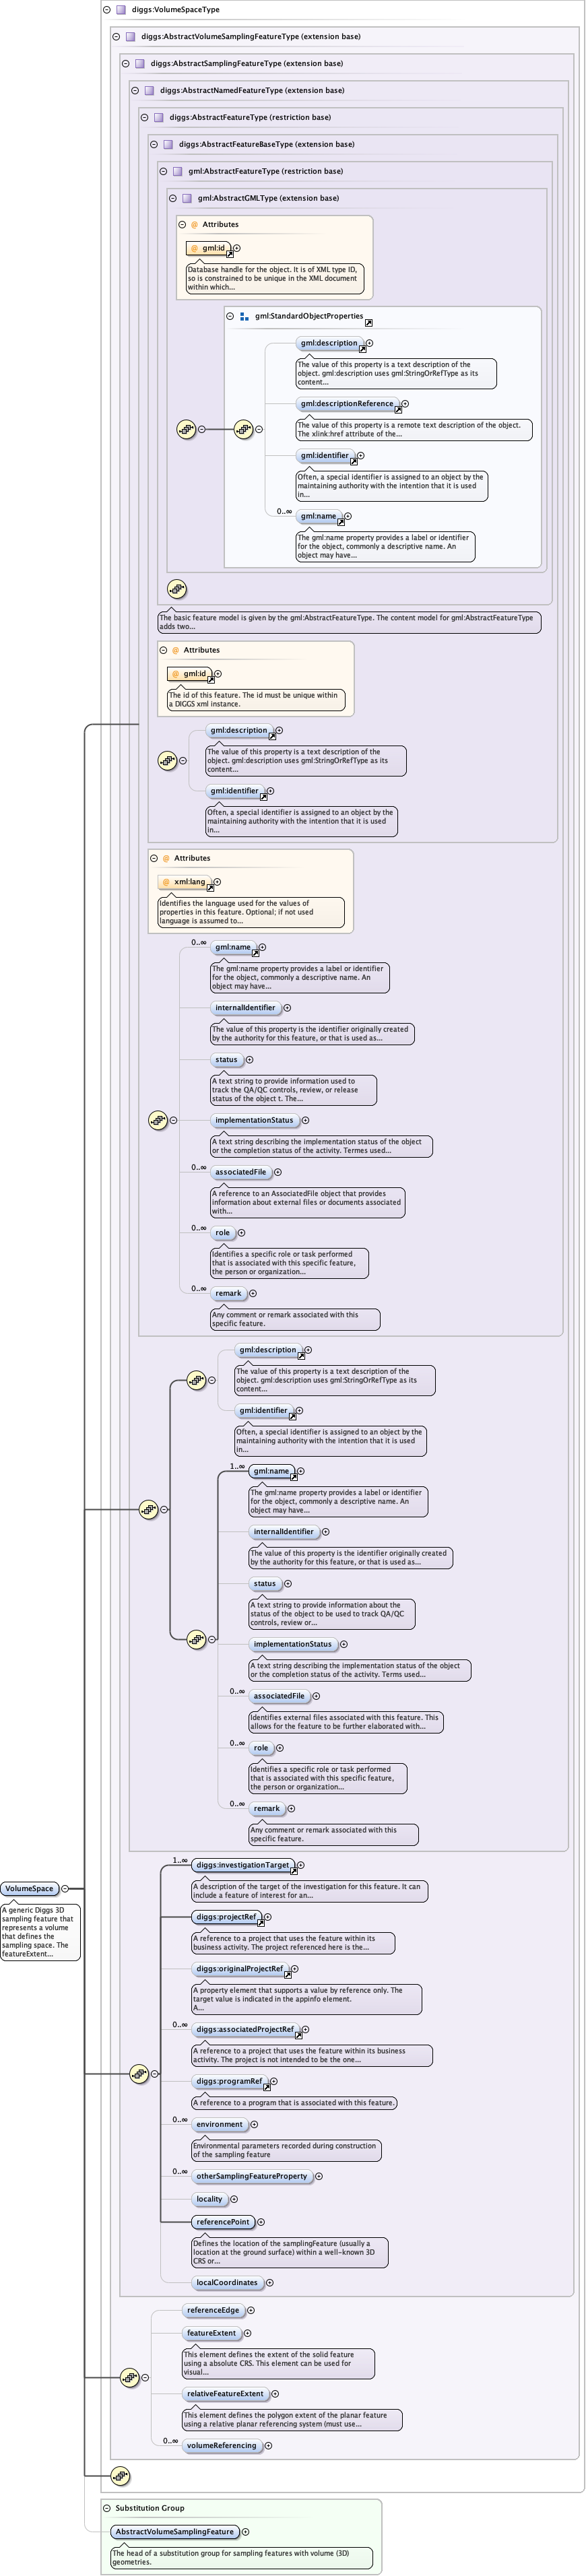 diggs:VolumeSpaceType
diggs:AbstractVolumeSamplingFeatureType (extension base)
diggs:AbstractSamplingFeatureType (extension base)
diggs:AbstractNamedFeatureType (extension base)
diggs:AbstractFeatureType (restriction base)
diggs:AbstractFeatureBaseType (extension base)
gml:AbstractFeatureType (restriction base)
gml:AbstractGMLType (extension base)
@ Attributes
@ gml:id
Database handle for the object. It is of XML type ID,
so is constrained to be unique in the XML document
within which...
gml:StandardObjectProperties
gml:description
The value of this property is a text description of the
object. gml:description uses gml:StringOrRefType as its
content...
gml:descriptionReference
The value of this property is a remote text description of the object.
The xlink:href attribute of the...
gml:identifier
Often, a special identifier is assigned to an object by the
maintaining authority with the intention that it is used
in...
0..∞
gml:name
The gml:name property provides a label or identifier
for the object, commonly a descriptive name. An
object may have...
The basic feature model is given by the gml:AbstractFeatureType. The content model for gml:AbstractFeatureType
adds two...
@ Attributes
@ gml:id
The id of this feature. The id must be unique within
a DIGGS xml instance.
gml:description
The value of this property is a text description of the
object. gml:description uses gml:StringOrRefType as its
content...
gml:identifier
Often, a special identifier is assigned to an object by the
maintaining authority with the intention that it is used
in...
@ Attributes
@ xml:lang
Identifies the language used for the values of
properties in this feature. Optional; if not used
language is assumed to...
0..∞
gml:name
The gml:name property provides a label or identifier
for the object, commonly a descriptive name. An
object may have...
internalIdentifier
The value of this property is the identifier originally created
by the authority for this feature, or that is used as...
status
A text string to provide information used to
track the QA/QC controls, review, or release
status of the object t. The...
implementationStatus
A text string describing the implementation status of the object
or the completion status of the activity. Termes used...
0..∞
associatedFile
A reference to an AssociatedFile object that provides
information about external files or documents associated
with...
0..∞
role
Identifies a specific role or task performed
that is associated with this specific feature,
the person or organization...
0..∞
remark
Any comment or remark associated with this
specific feature.
gml:description
The value of this property is a text description of the
object. gml:description uses gml:StringOrRefType as its
content...
gml:identifier
Often, a special identifier is assigned to an object by the
maintaining authority with the intention that it is used
in...
1..∞
gml:name
The gml:name property provides a label or identifier
for the object, commonly a descriptive name. An
object may have...
internalIdentifier
The value of this property is the identifier originally created
by the authority for this feature, or that is used as...
status
A text string to provide information about the
status of the object to be used to track QA/QC
controls, review or...
implementationStatus
A text string describing the implementation status of the object
or the completion status of the activity. Terms used...
0..∞
associatedFile
Identifies external files associated with this feature. This
allows for the feature to be further elaborated with...
0..∞
role
Identifies a specific role or task performed
that is associated with this specific feature,
the person or organization...
0..∞
remark
Any comment or remark associated with this
specific feature.
VolumeSpace
A generic Diggs 3D
sampling feature that
represents a volume
that defines the
sampling space. The
featureExtent...
1..∞
diggs:investigationTarget
A description of the target of the investigation for this feature. It can
include a feature of interest for an...
diggs:projectRef
A reference to a project that uses the feature within its
business activity. The project referenced here is the...
diggs:originalProjectRef
A property element that supports a value by reference only. The
target value is indicated in the appinfo element.
A...
0..∞
diggs:associatedProjectRef
A reference to a project that uses the feature within its business
activity. The project is not intended to be the one...
diggs:programRef
A reference to a program that is associated with this feature.
0..∞
environment
Environmental parameters recorded during construction
of the sampling feature
0..∞
otherSamplingFeatureProperty
locality
referencePoint
Defines the location of the samplingFeature (usually a
location at the ground surface) within a well-known 3D
CRS or...
localCoordinates
referenceEdge
featureExtent
This element defines the extent of the solid feature
using a absolute CRS. This element can be used for
visual...
relativeFeatureExtent
This element defines the polygon extent of the planar feature
using a relative planar referencing system (must use...
0..∞
volumeReferencing
Substitution Group
AbstractVolumeSamplingFeature
The head of a substitution group for sampling features with volume (3D)
geometries.